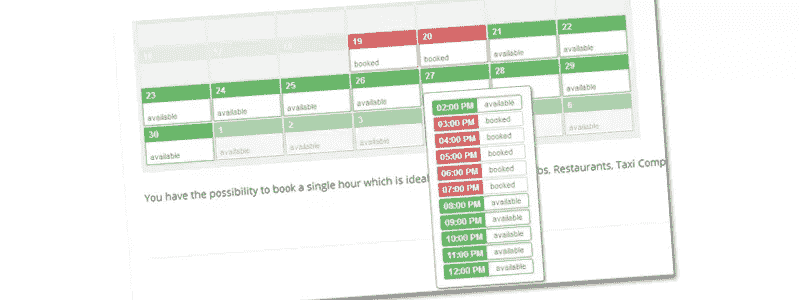 19 20 21 22
booked booked available available
23 24 25 26 27 28 29
available available available available available
30 1 2 3 6
available available available available available
02:00 PM available
03:00 PM booked
04:00 PM booked
05:00 PM booked
06:00 PM booked
07:00 PM booked
08:00 PM available
09:00 PM available
10:00 PM available
11:00 PM available
12:00 PM available
You have the possibility to book a single hour which is ideal bs, Restaurants, Taxi Comp